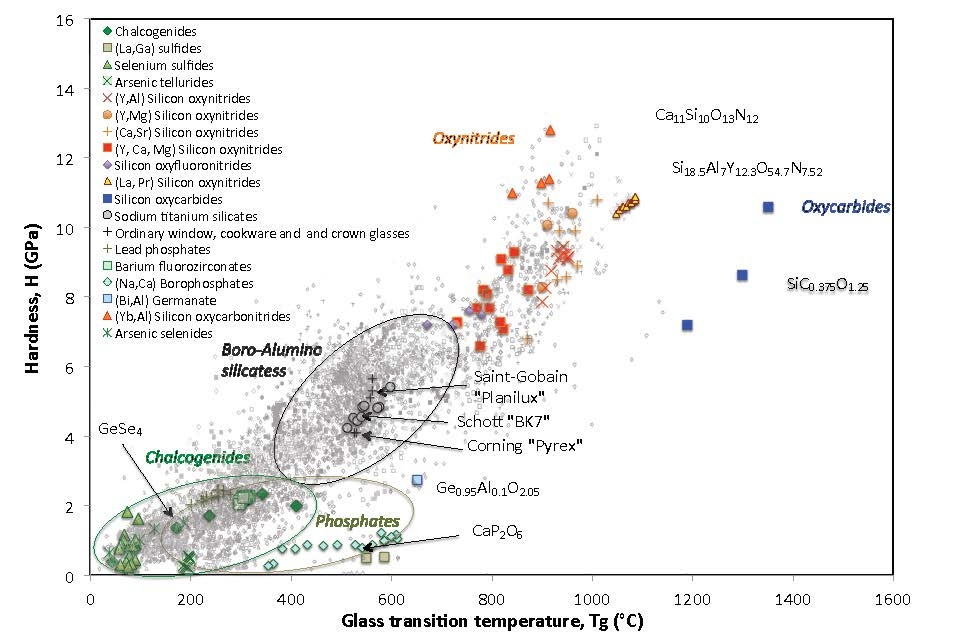 16
14
12
10
8
6
4
2
0
0
200
400
600
800
1000
1200
1400
1600
Hardness, H (GPa)
Glass transition temperature, Tg (°C)
Chalcogenides
(La,Ga) sulfides
Selenium sulfides
Arsenic tellurides
(Y,Al) Silicon oxynitrides
(Y,Mg) Silicon oxynitrides
(Ca,Sr) Silicon oxynitrides
(Y, Ca, Mg) Silicon oxynitrides
Silicon oxyfluoronitrides
(La, Pr) Silicon oxynitrides
Silicon oxycarbides
Sodium titanium silicates
Ordinary window, cookware and and crown glasses
Lead phosphates
Barium fluorozirconates
(Na,Ca) Borophosphates
(Bi,Al) Germanate
(Yb,Al) Silicon oxycarbonitrides
Arsenic selenides
Oxynitrides
Ca11Si10O13N12
Si18.5Al7Y12.3O54.7N7.52
Oxycarbides
SiC0.375O1.25
Boro-Alumino
silicatess
Saint-Gobain
"Planilux"
Schott "BK7"
Corning "Pyrex"
GeSe4
Chalcogenides
Ge0.95Al0.1O2.05
Phosphates
CaP2O6